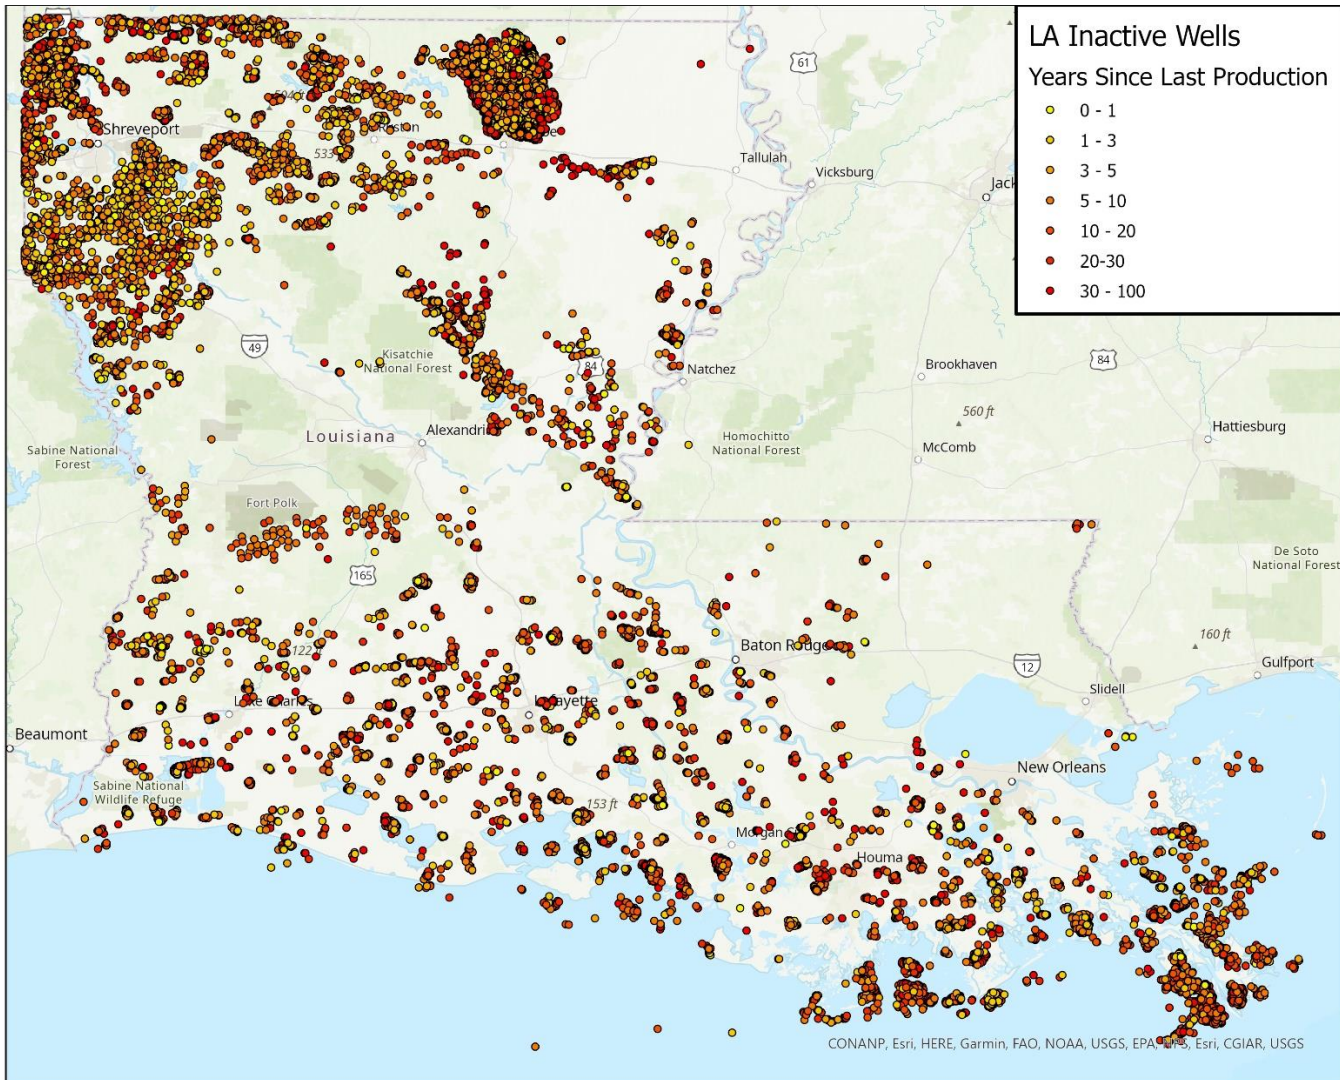 LA Inactive Wells
Years Since Last Production
0 - 1
1 - 3
3 - 5
5 - 10
10 - 20
20-30
30 - 100
61
Shreveport
Tallulah
Vicksburg
Jack
49
Kisatchie
National Forest
84
Natchez
Brookhaven
84
560 ft
Louisiana
Alexandri
Homochitto
National Forest
McComb
Hattiesburg
Sabine National
Forest
Fort Polk
165
De Soto
National Forest
122 ft
Baton Rouge
160 ft
12
Gulfport
Slidell
Lake Charles
Lafayette
Beaumont
New Orleans
Sabine National
Wildlife Refuge
153 ft
Morgan
Houma
CONANP, Esri, HERE, Garmin, FAO, NOAA, USGS, EPA, NPS, Esri, CGIAR, USGS